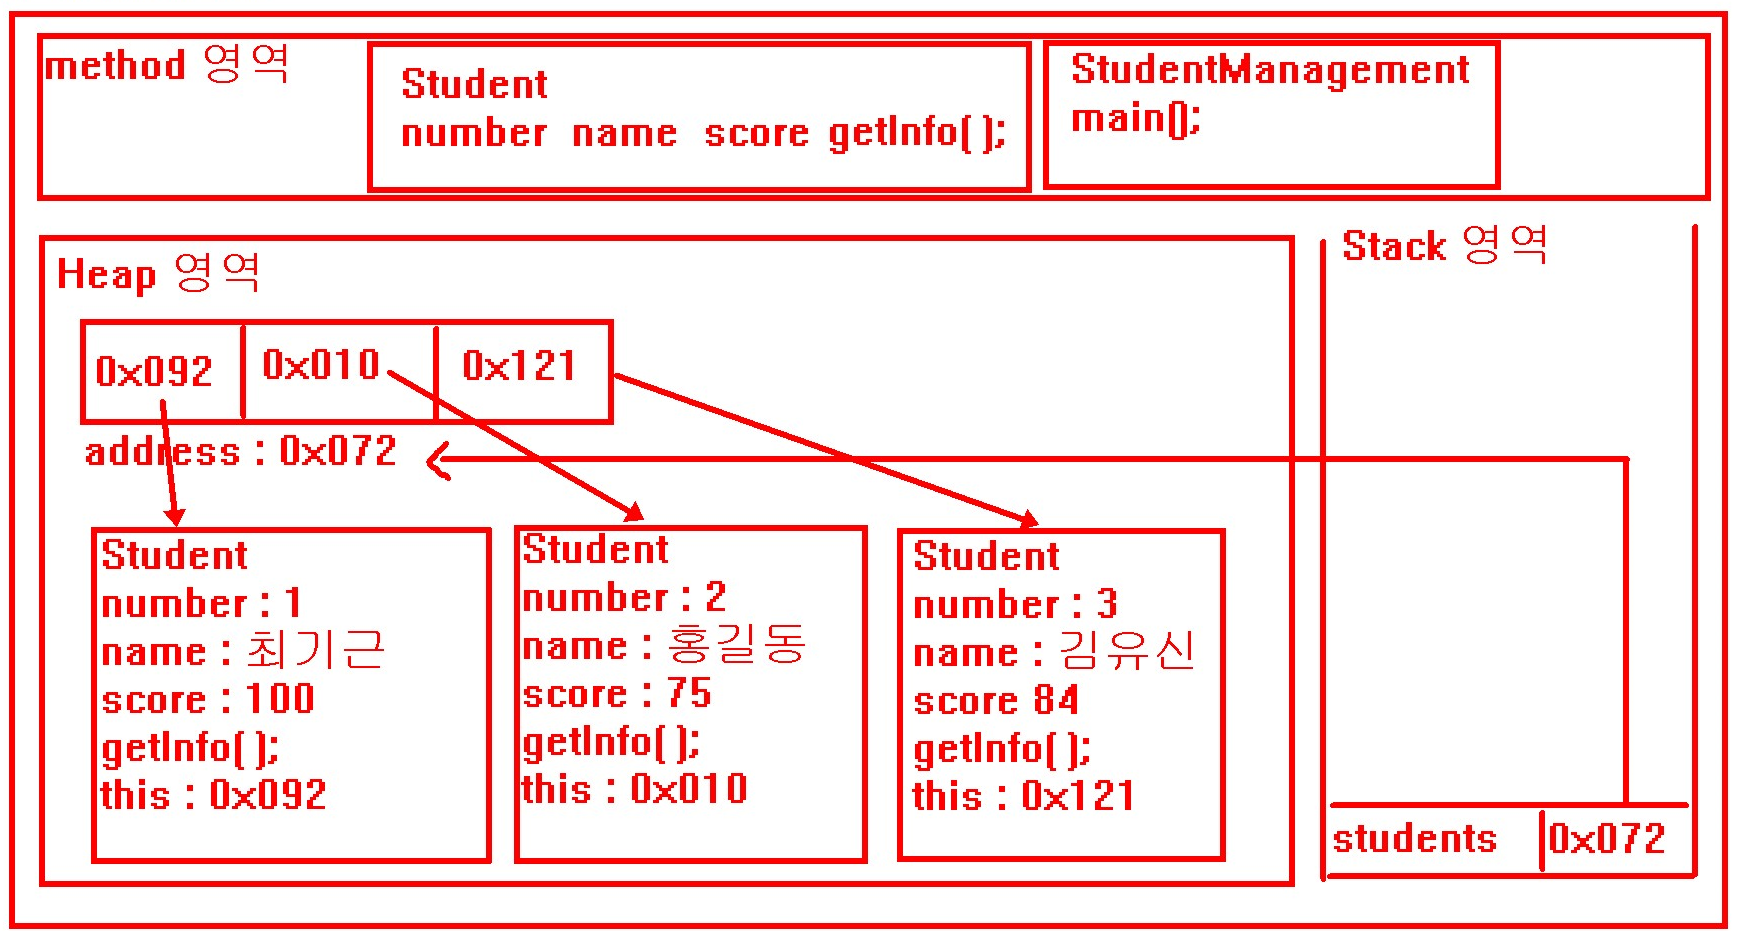 method 영역
Student
number name score getInfo( );
StudentManagement
main();
Heap 영역
0x092 0x010 0x121
address : 0x072
Student
number : 1
name : 최기근
score : 100
getInfo( );
this : 0x092
Student
number : 2
name : 홍길동
score : 75
getInfo( );
this : 0x010
Student
number : 3
name : 김유신
score 84
getInfo( );
this : 0x121
Stack 영역
students 0x072